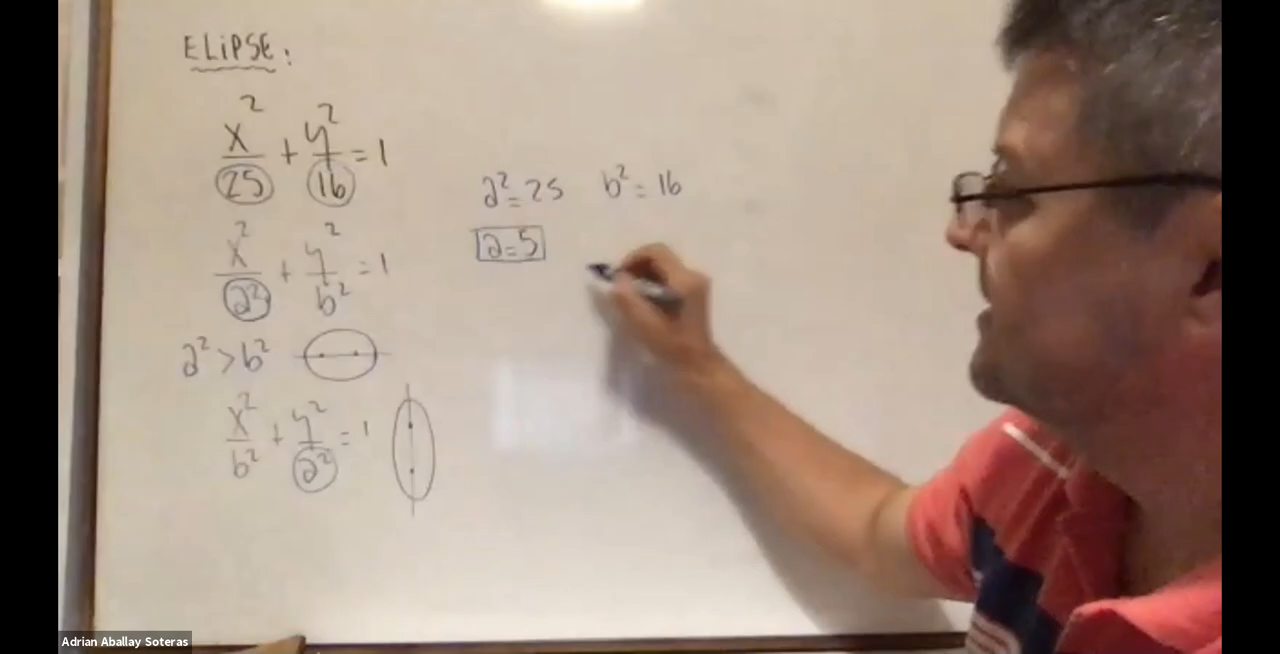 ELIPSE:
x²/25 + y²/16 = 1
a² = 25 b² = 16
a = 5
x²/a² + y²/b² = 1
a² > b²
x²/b² + y²/a² = 1
Adrian Aballay Soteras